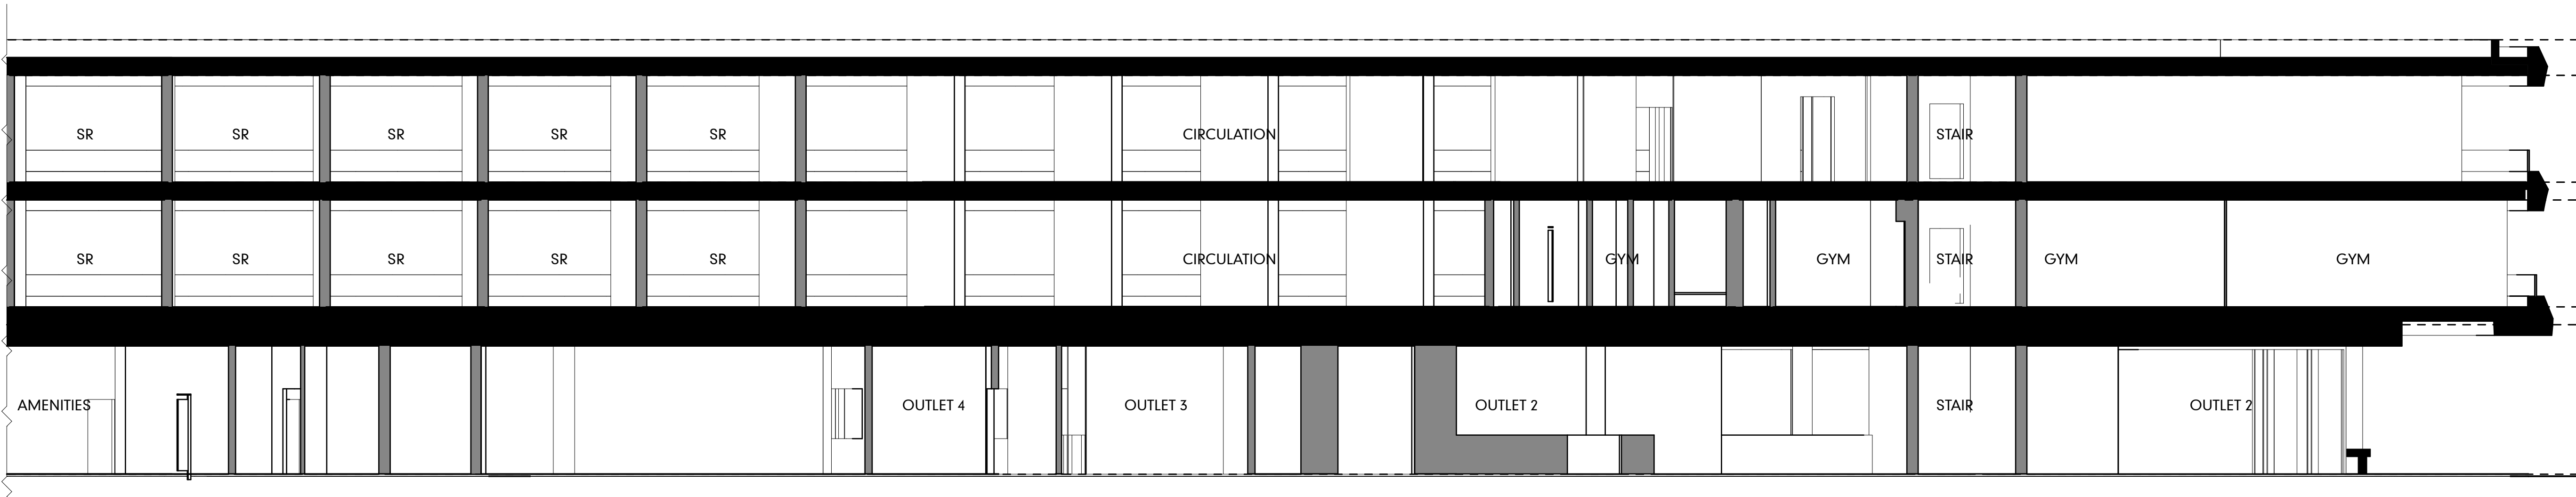 SR SR SR SR SR CIRCULATION STAIR
SR SR SR SR SR CIRCULATION GYM GYM STAIR GYM GYM
AMENITIES OUTLET 4 OUTLET 3 OUTLET 2 STAIR OUTLET 2